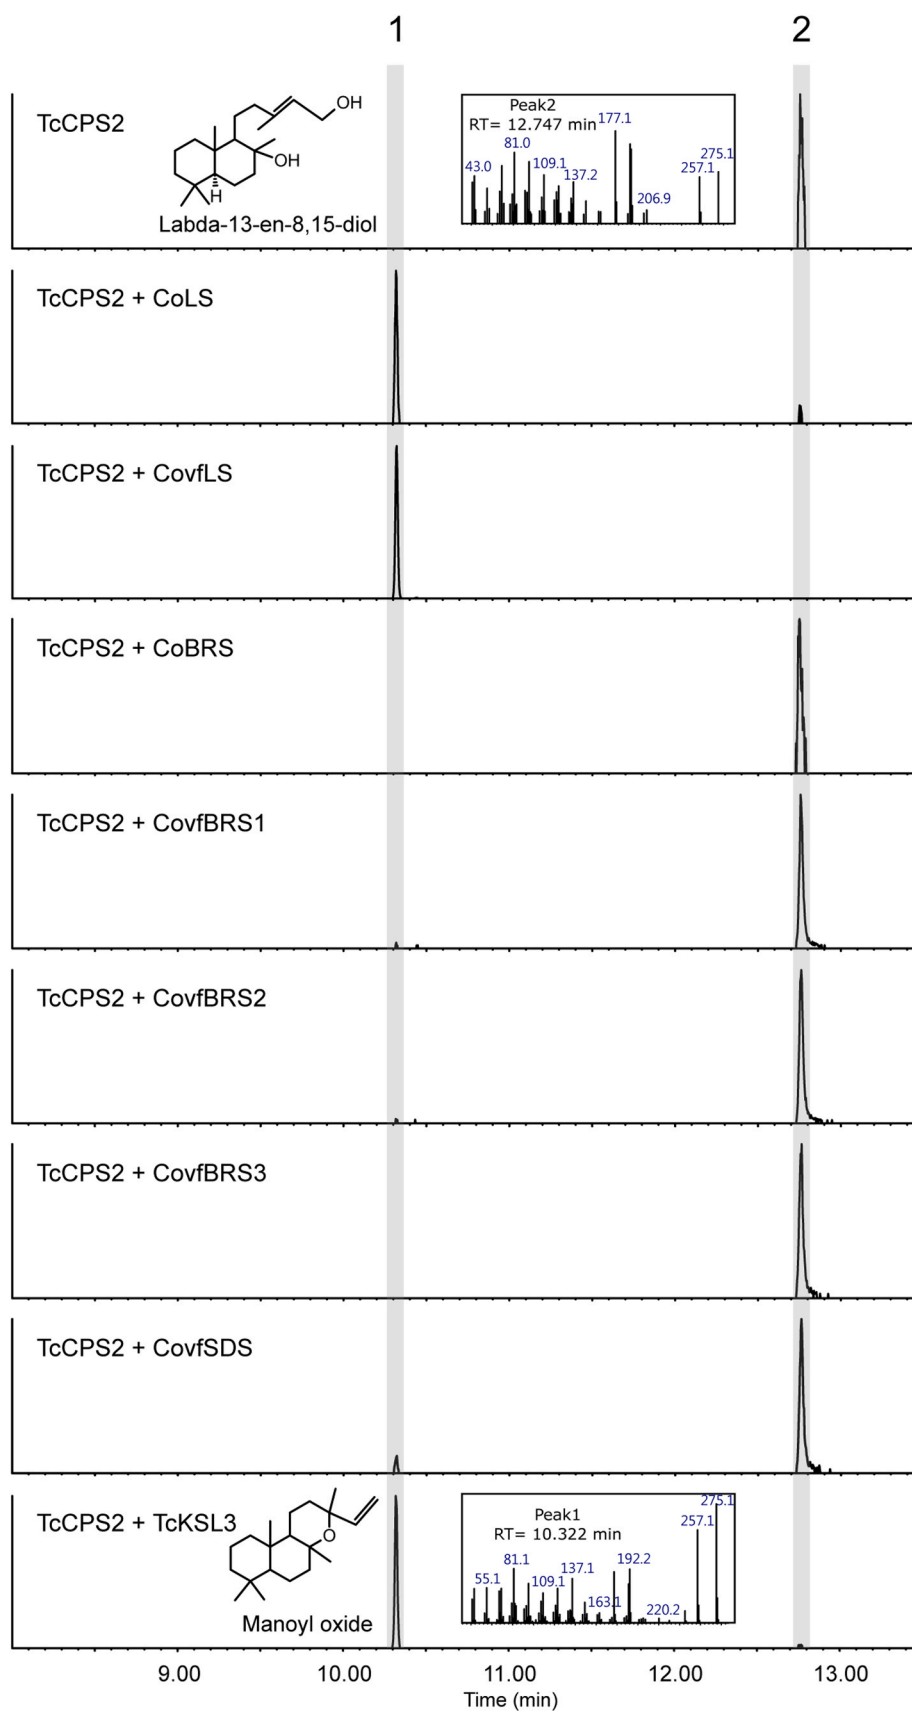 1
2
TcCPS2
OH
OH
H
Labda-13-en-8,15-diol
Peak2
RT= 12.747 min
177.1
43.0
81.0
109.1
137.2
206.9
257.1
275.1
TcCPS2 + CoLS
TcCPS2 + CovfLS
TcCPS2 + CoBRS
TcCPS2 + CovfBRS1
TcCPS2 + CovfBRS2
TcCPS2 + CovfBRS3
TcCPS2 + CovfSDS
TcCPS2 + TcKSL3
O
Manoyl oxide
Peak1
RT= 10.322 min
55.1
81.1
109.1
137.1
163.1
192.2
220.2
257.1
275.1
9.00 10.00 11.00 12.00 13.00
Time (min)